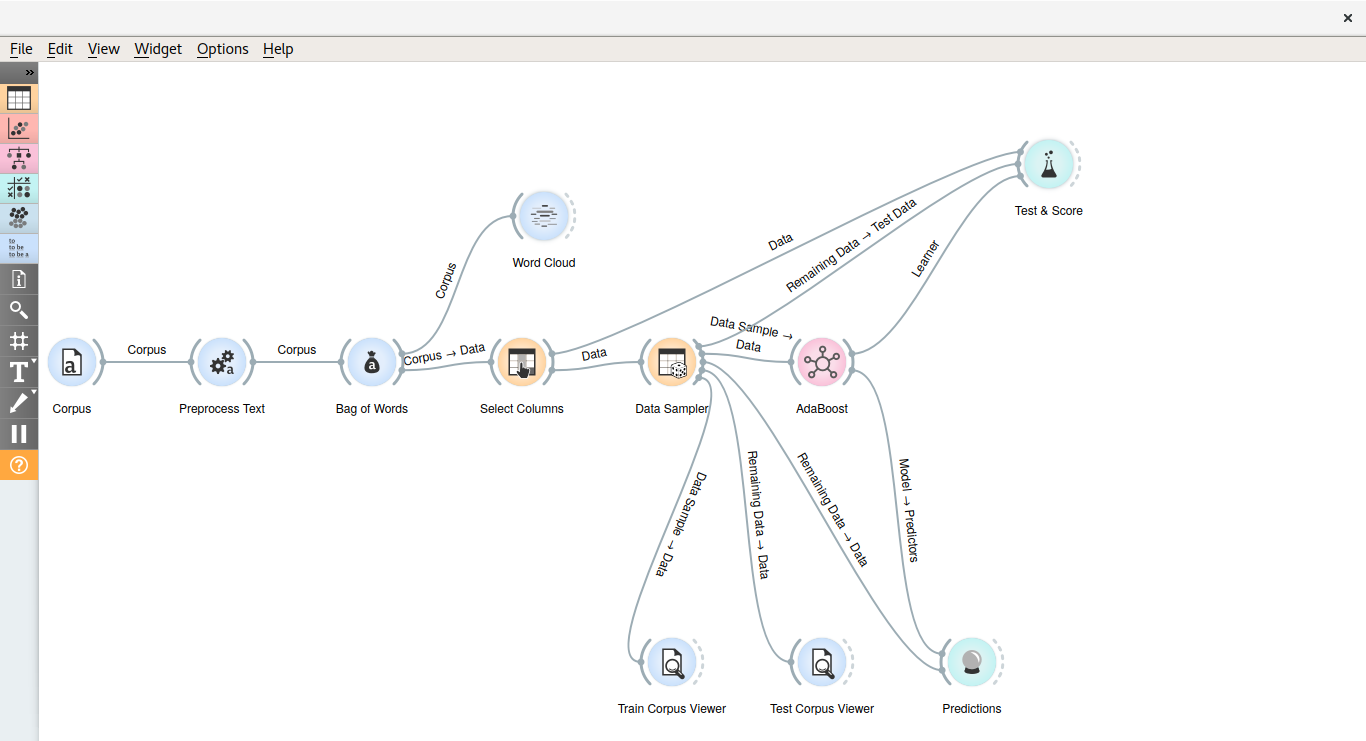 ×
File Edit View Widget Options Help
»
to
to be
to be a
T
?
Test & Score
Word Cloud
Data
Remaining Data → Test Data
Learner
Corpus
Corpus
Corpus
Corpus → Data
Data
Data Sample →
Data
a
a
a
Corpus
Preprocess Text
Bag of Words
Select Columns
Data Sampler
AdaBoost
Data Sample → Data
Remaining Data → Data
Remaining Data → Data
Model → Predictors
Train Corpus Viewer
Test Corpus Viewer
Predictions